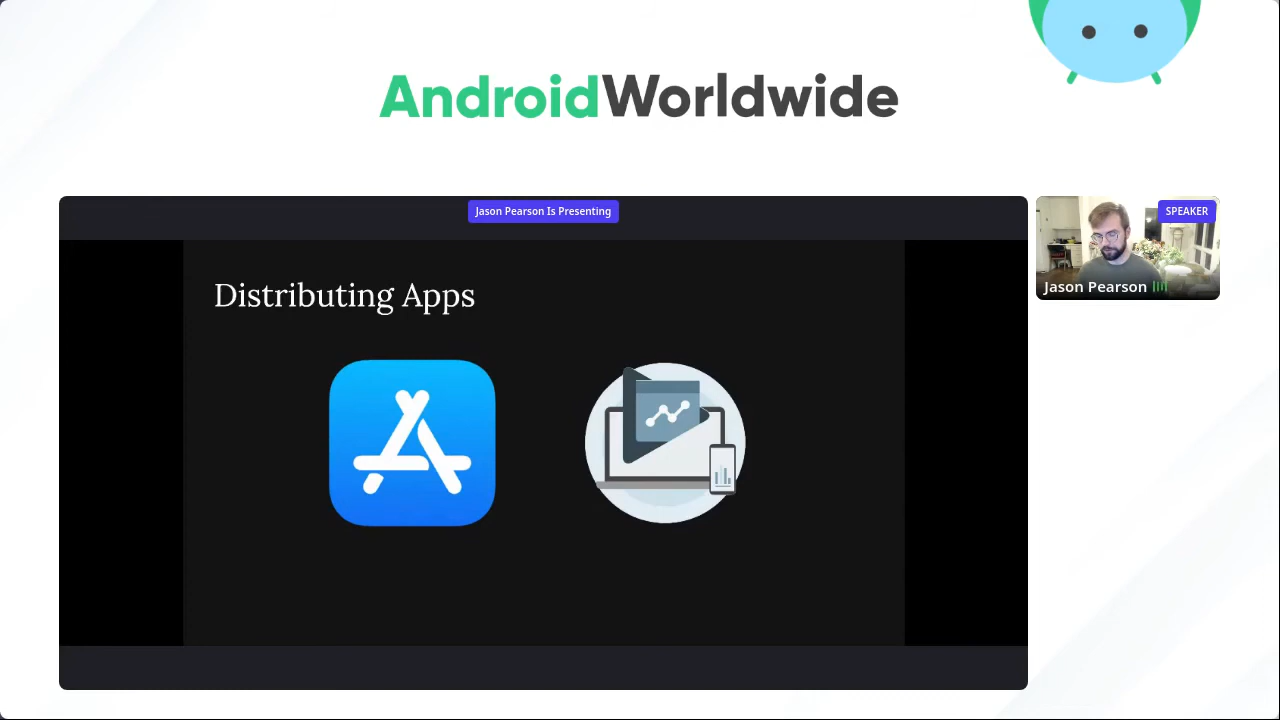 AndroidWorldwide
Jason Pearson Is Presenting
SPEAKER
Distributing Apps
Jason Pearson